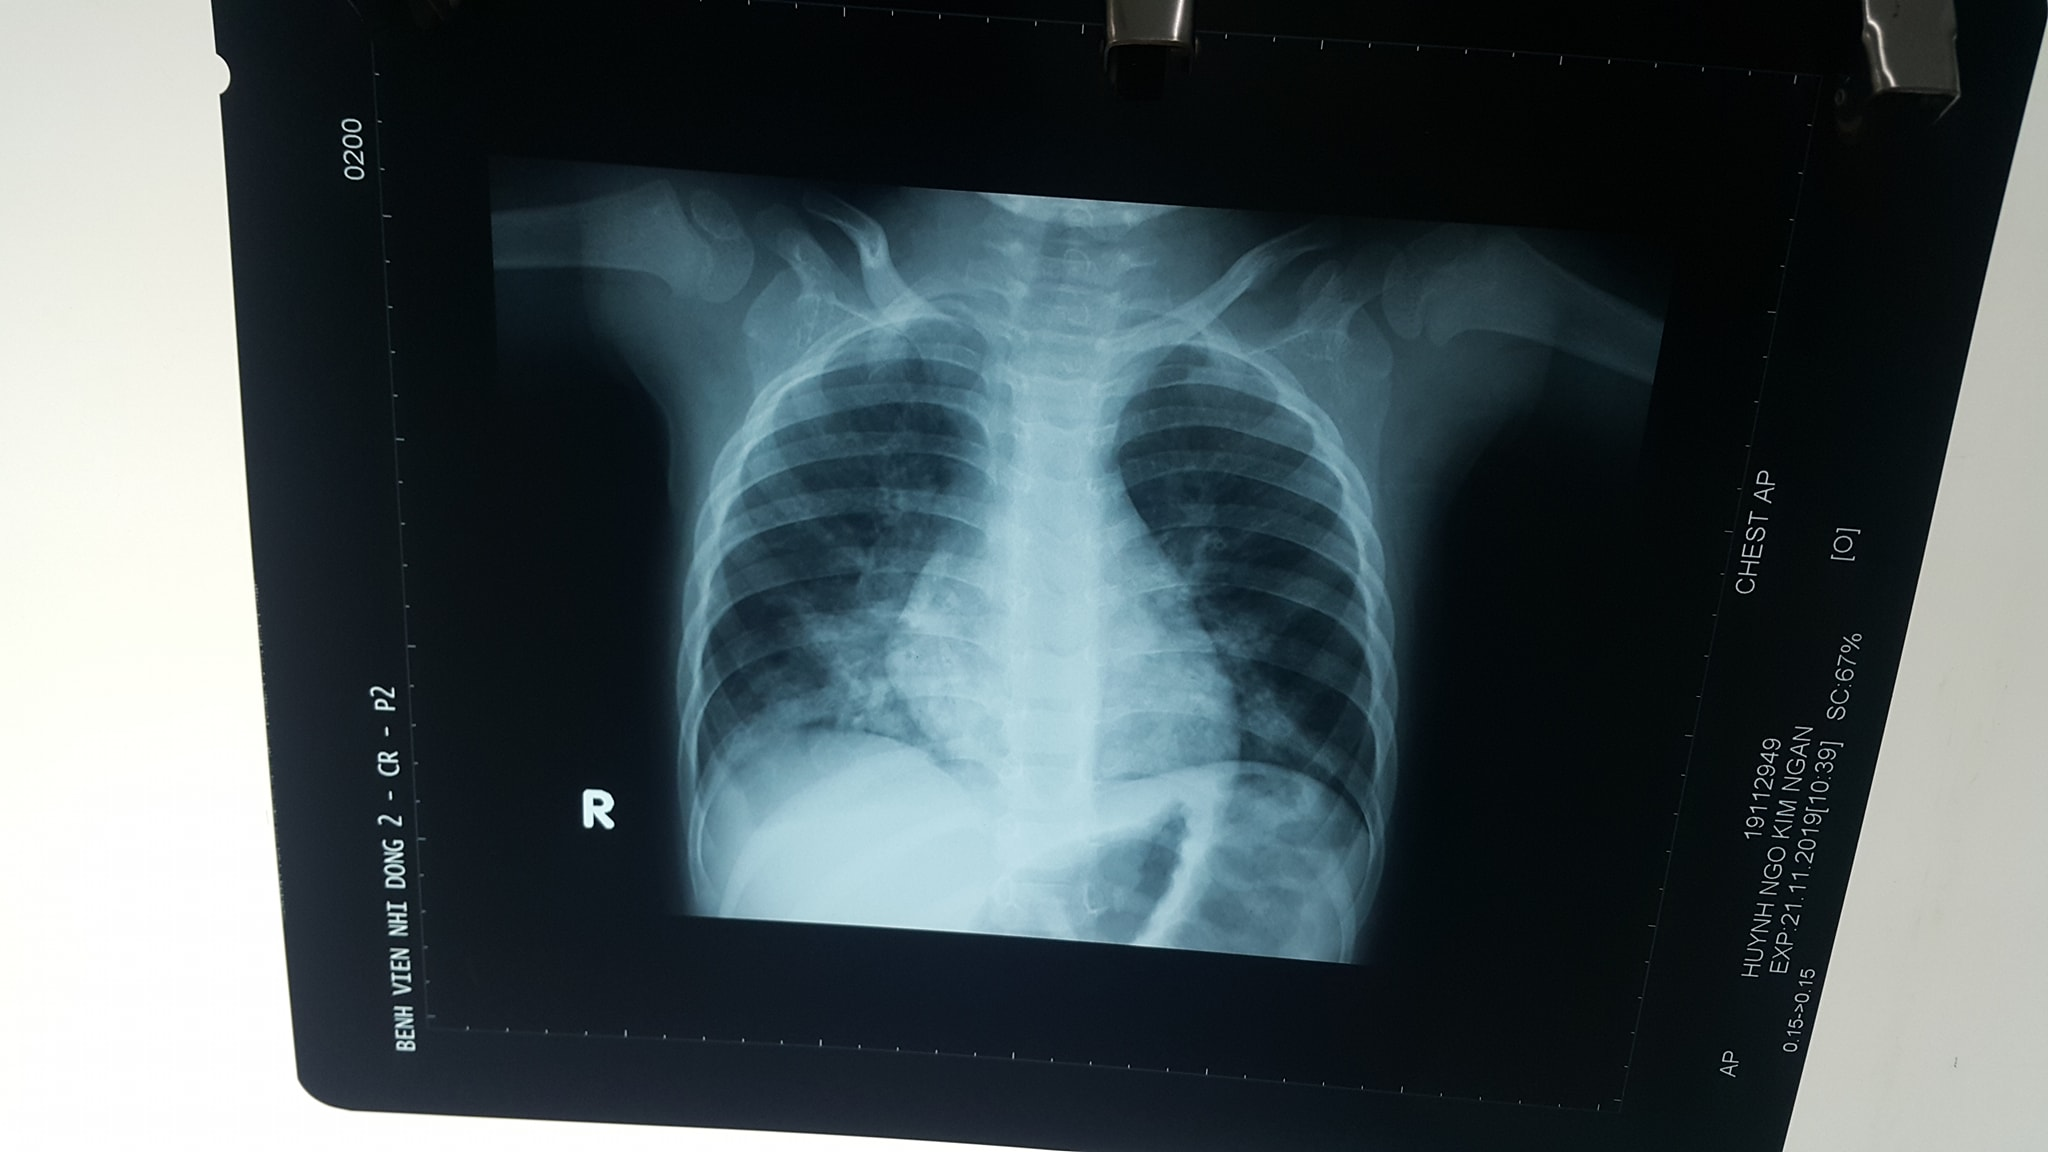 0200
BENH VIEN NHI DONG 2 - CR - P2
R
CHEST AP
[O]
19112949
HUYNH NGO KIM NGAN
EXP:21.11.2019[10:39] SC:67%
0.15->0.15
AP